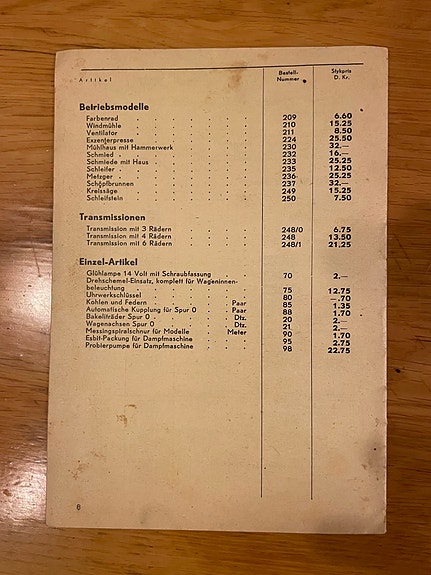 Artikel Bestell- Stykpris
Nummer D. Kr.
Betriebsmodelle
Farbenrad 209 6.60
Windmühle 210 15.25
Ventilator 211 8.50
Exzenterpresse 224 25.50
Mühlhaus mit Hammerwerk 230 32.—
Schmied 232 16.—
Schmiede mit Haus 233 25.25
Schleifer 235 12.50
Metzger 236 25.25
Schöpfbrunnen 237 32.—
Kreissäge 249 15.25
Schleifstein 250 7.50
Transmissionen
Transmission mit 3 Rädern 248/0 6.75
Transmission mit 4 Rädern 248 13.50
Transmission mit 6 Rädern 248/1 21,25
Einzel-Artikel
Glühlampe 14 Volt mit Schraubfassung 70 2.—
Drehschemel-Einsatz, komplett für Wageninnen-
beleuchtung 75 12.75
Uhrwerkschlüssel 80 —.70
Kohlen und Federn Paar 85 1.35
Automatische Kupplung für Spur 0 Paar 88 1.70
Bakeliträder Spur 0 Dtz. 20 2.—
Wagenachsen Spur 0 Dtz. 21 2.—
Messingspiralschnur für Modelle Meter 90 1.70
Esbit-Packung für Dampfmaschine 95 2.75
Probierpumpe für Dampfmaschine 98 22.75
6